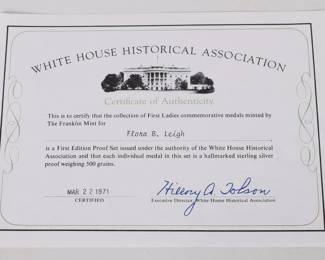 WHITE HOUSE HISTORICAL ASSOCIATION
Certificate of Authenticity
This is to certify that the collection of First Ladies commemorative medals minted by
The Franklin Mint for
Flora B. Leigh
is a First Edition Proof Set issued under the authority of the White House Historical
Association and that each individual medal in this set is a hallmarked sterling silver
proof weighing 500 grains.
MAR 22 1971
CERTIFIED
Hillory A. Tolson
Executive Director, White House Historical Association